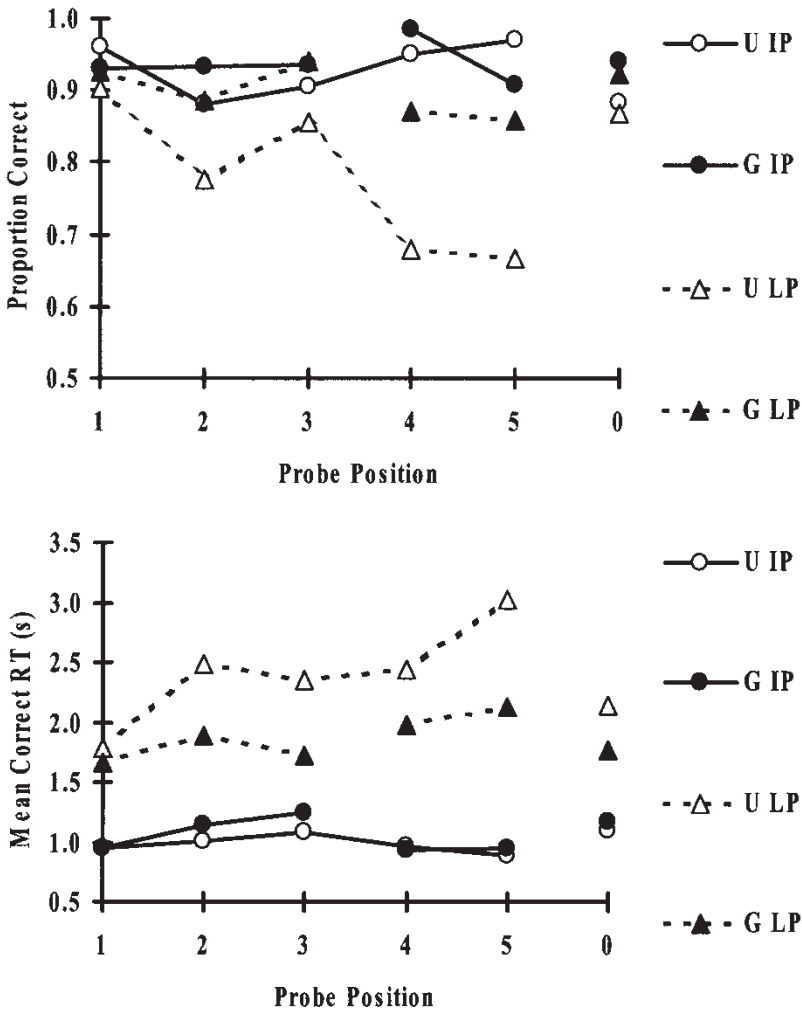 1.0
0.9
0.8
0.7
0.6
0.5
Proportion Correct
1 2 3 4 5 0
Probe Position
U IP
G IP
U LP
G LP
3.5
3.0
2.5
2.0
1.5
1.0
0.5
Mean Correct RT (s)
1 2 3 4 5 0
Probe Position
U IP
G IP
U LP
G LP